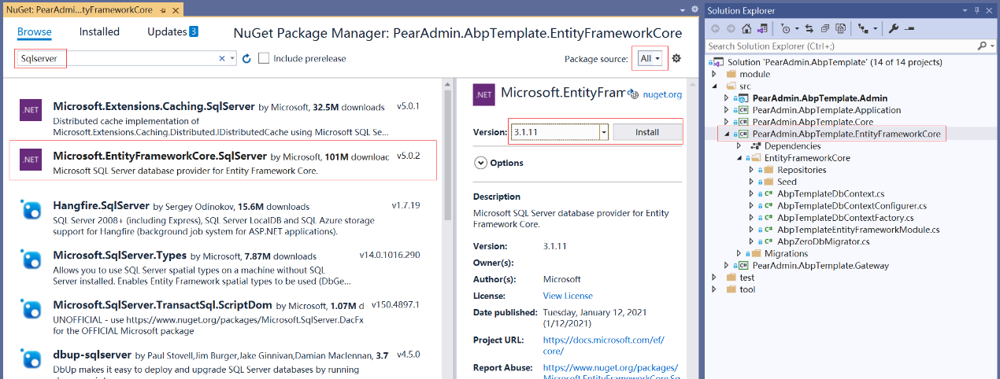 NuGet: PearAdmi...tyFrameworkCore
Browse
Installed
Updates 3
NuGet Package Manager: PearAdmin.AbpTemplate.EntityFrameworkCore
Sqlserver
Include prerelease
Package source: All
.NET
Microsoft.Extensions.Caching.SqlServer by Microsoft, 32.5M downloads
v5.0.1
Distributed cache implementation of
Microsoft.Extensions.Caching.Distributed.IDistributedCache using Microsoft SQL Se...
.NET
Microsoft.EntityFrameworkCore.SqlServer by Microsoft, 101M downloac
v5.0.2
Microsoft SQL Server database provider for Entity Framework Core.
Hangfire.SqlServer by Sergey Odinokov, 15.6M downloads
v1.7.19
SQL Server 2008+ (including Express), SQL Server LocalDB and SQL Azure storage
support for Hangfire (background job system for ASP.NET applications).
Microsoft.SqlServer.Types by Microsoft, 7.87M downloads
v14.0.1016.290
Allows you to use SQL Server spatial types on a machine without SQL
Server installed. Enables Entity Framework spatial types to be used (DbGe...
Microsoft.SqlServer.TransactSql.ScriptDom by Microsoft, 1.07M d
v150.4897.1
UNOFFICIAL - use https://www.nuget.org/packages/Microsoft.SqlServer.DacFx
for the OFFICIAL Microsoft package
dbup-sqlserver by Paul Stovell,Jim Burger,Jake Ginnivan,Damian Maclennan, 3.7
v4.5.0
DbUp makes it easy to deploy and upgrade SQL Server databases by running
.NET
Microsoft.EntityFram
nuget.org
Version: 3.1.11
Install
Options
Description
Microsoft SQL Server database provider for Entity
Framework Core.
Version: 3.1.11
Owner(s):
Author(s): Microsoft
License: View License
Date published: Tuesday, January 12, 2021
(1/12/2021)
Project URL: https://docs.microsoft.com/ef/
core/
Report Abuse: https://www.nuget.org/packages/
Microsoft.EntityFrameworkCore.Sq
Solution Explorer
Search Solution Explorer (Ctrl+;)
Solution 'PearAdmin.AbpTemplate' (14 of 14 projects)
module
src
PearAdmin.AbpTemplate.Admin
C# PearAdmin.AbpTemplate.Application
C# PearAdmin.AbpTemplate.Core
C# PearAdmin.AbpTemplate.EntityFrameworkCore
Dependencies
EntityFrameworkCore
Repositories
Seed
C# AbpTemplateDbContext.cs
C# AbpTemplateDbContextConfigurer.cs
C# AbpTemplateDbContextFactory.cs
C# AbpTemplateEntityFrameworkModule.cs
C# AbpZeroDbMigrator.cs
Migrations
C# PearAdmin.AbpTemplate.Gateway
test
tool